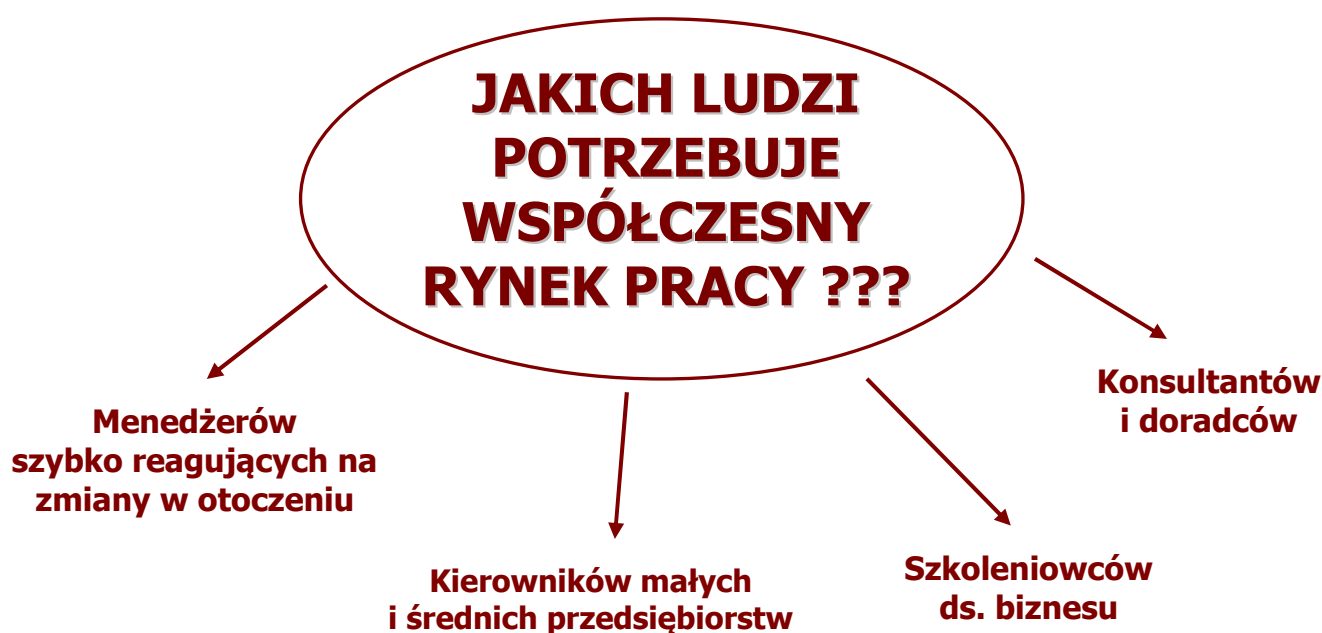 JAKICH LUDZI
POTRZEBUJE
WSPÓŁCZESNY
RYNEK PRACY ???
Menedżerów
szybko reagujących na
zmiany w otoczeniu
Kierowników małych
i średnich przedsiębiorstw
Szkoleniowców
ds. biznesu
Konsultantów
i doradców